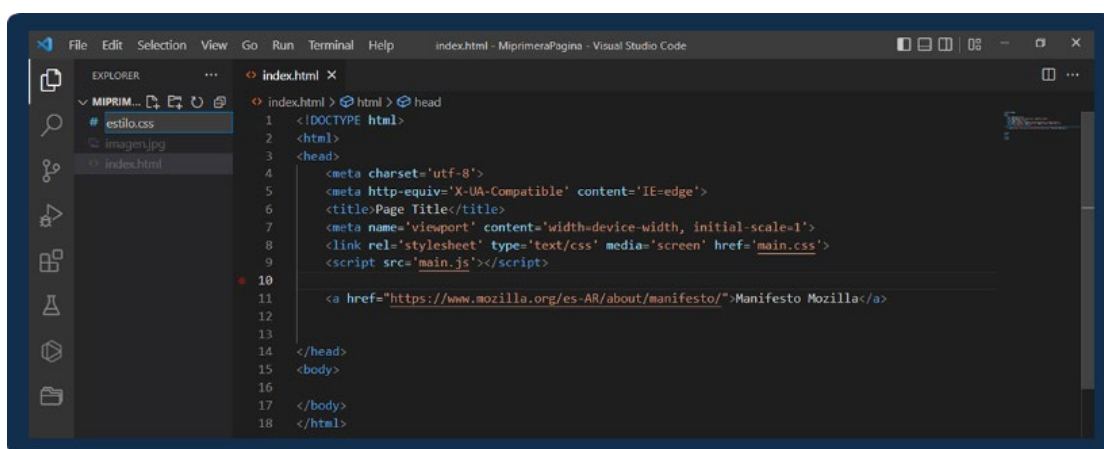 File Edit Selection View Go Run Terminal Help index.html - MiprimeraPagina - Visual Studio Code
EXPLORER
MIPRIM...
# estilo.css
imagen.jpg
<> index.html
<> index.html
<> index.html > html > head
1 <!DOCTYPE html>
2 <html>
3 <head>
4 <meta charset='utf-8'>
5 <meta http-equiv='X-UA-Compatible' content='IE=edge'>
6 <title>Page Title</title>
7 <meta name='viewport' content='width=device-width, initial-scale=1'>
8 <link rel='stylesheet' type='text/css' media='screen' href='main.css'>
9 <script src='main.js'></script>
10
11 <a href="https://www.mozilla.org/es-AR/about/manifesto/">Manifesto Mozilla</a>
12
13
14 </head>
15 <body>
16
17 </body>
18 </html>